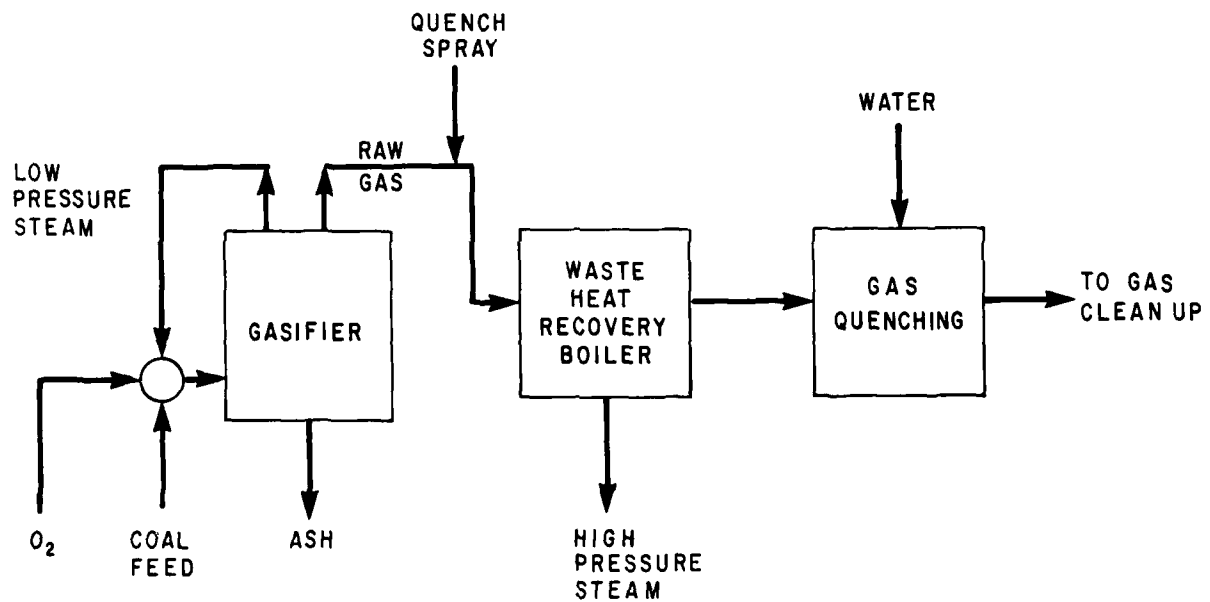 QUENCH
SPRAY
WATER
LOW
PRESSURE
STEAM
RAW
GAS
GASIFIER
WASTE
HEAT
RECOVERY
BOILER
GAS
QUENCHING
TO GAS
CLEAN UP
O₂
COAL
FEED
ASH
HIGH
PRESSURE
STEAM